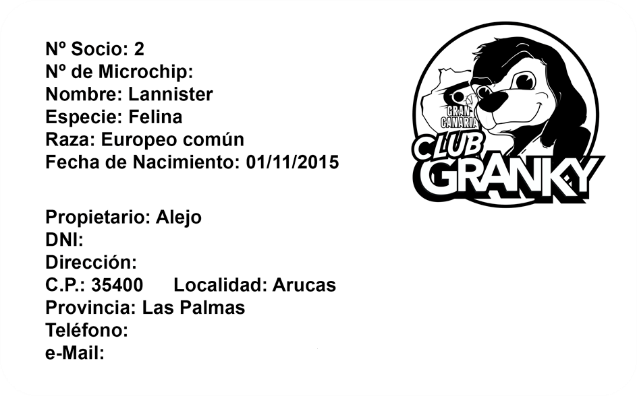 Nº Socio: 2
Nº de Microchip:
Nombre: Lannister
Especie: Felina
Raza: Europeo común
Fecha de Nacimiento: 01/11/2015
Propietario: Alejo
DNI:
Dirección:
C.P.: 35400 Localidad: Arucas
Provincia: Las Palmas
Teléfono:
e-Mail:
GRAN
CANARIA
CLUB
GRANKY